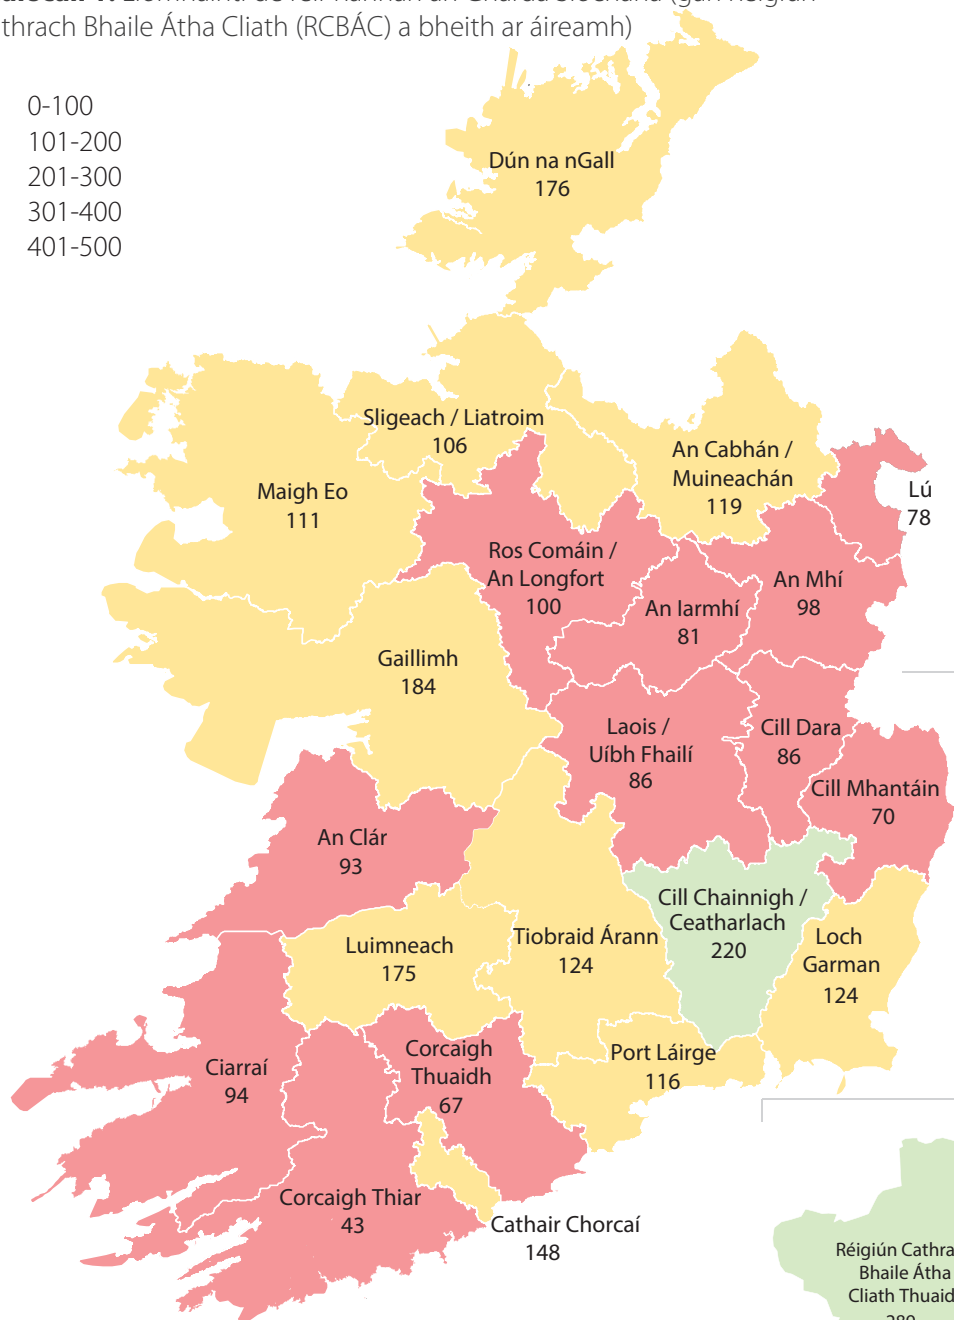 thrach Bhaile Átha Cliath (RCBÁC) a bheith ar áireamh)
0-100
101-200
201-300
301-400
401-500
Dún na nGall
176
Sligeach / Liatroim
106
An Cabhán /
Muineachán
119
Lú
78
Maigh Eo
111
Ros Comáin /
An Longfort
100
An Mhí
98
An Iarmhí
81
Gaillimh
184
Laois /
Uíbh Fhailí
86
Cill Dara
86
Cill Mhantáin
70
An Clár
93
Cill Chainnigh /
Ceatharlach
220
Luimneach
175
Tiobraid Árann
124
Loch
Garman
124
Ciarraí
94
Corcaigh
Thuaidh
67
Port Láirge
116
Corcaigh Thiar
43
Cathair Chorcaí
148
Réigiún Cathra
Bhaile Átha
Cliath Thuaid